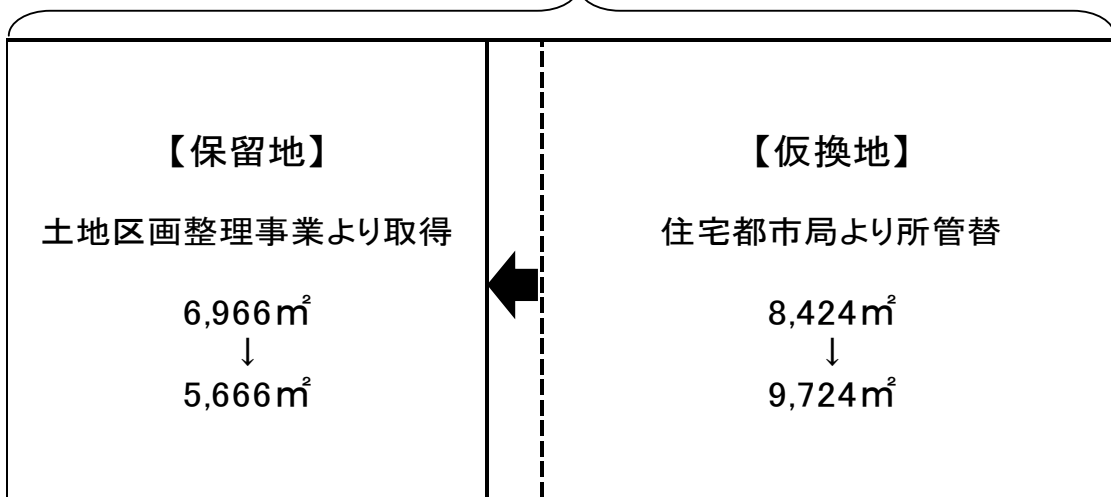 【保留地】
土地区画整理事業より取得
6,966㎡
↓
5,666㎡
【仮換地】
住宅都市局より所管替
8,424㎡
↓
9,724㎡